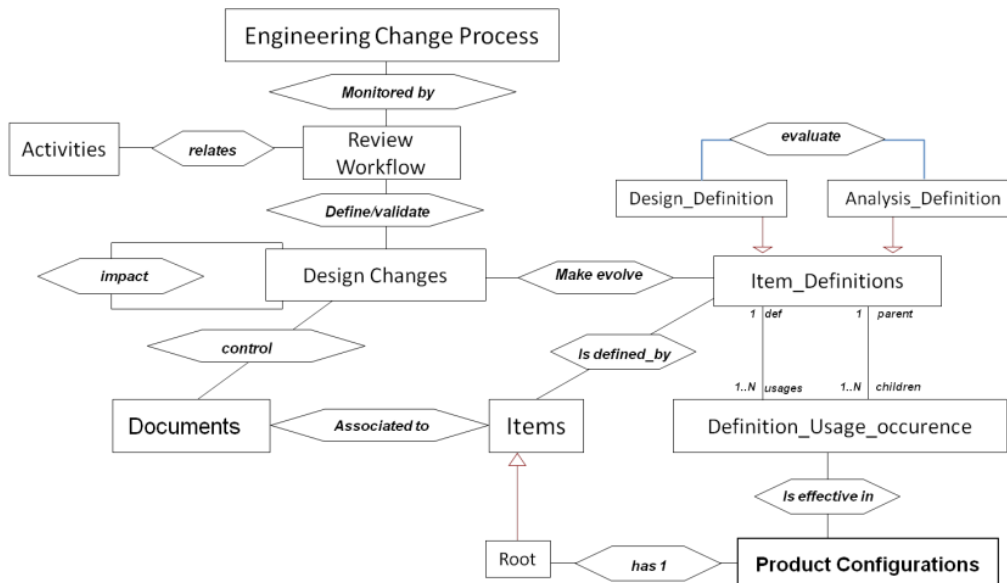 Engineering Change Process
Monitored by
Activities
relates
Review
Workflow
evaluate
Design_Definition
Analysis_Definition
Define/validate
impact
Design Changes
Make evolve
Item_Definitions
1 def
1 parent
control
Is defined_by
1..N usages
1..N children
Documents
Associated to
Items
Definition_Usage_occurence
Is effective in
Root
has 1
Product Configurations